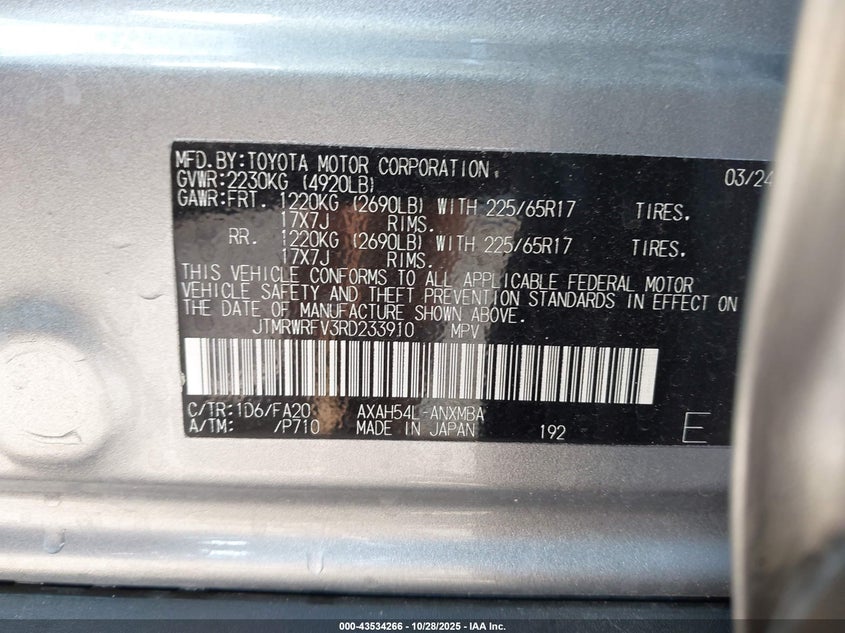 MFD.BY:TOYOTA MOTOR CORPORATION. 03/24
GVWR:2230KG (4920LB)
GAWR:FRT. 1220KG (2690LB) WITH 225/65R17 TIRES.
17X7J RIMS.
RR. 1220KG (2690LB) WITH 225/65R17 TIRES.
17X7J RIMS.
THIS VEHICLE CONFORMS TO ALL APPLICABLE FEDERAL MOTOR
VEHICLE SAFETY AND THEFT PREVENTION STANDARDS IN EFFECT ON
THE DATE OF MANUFACTURE SHOWN ABOVE.
JTMRWRFV3RD233910 MPV
C/TR:1D6/FA20 AXAH54L-ANXMBA
A/TM: /P710 MADE IN JAPAN 192 E
000-43534266 - 10/28/2025 - IAA Inc.